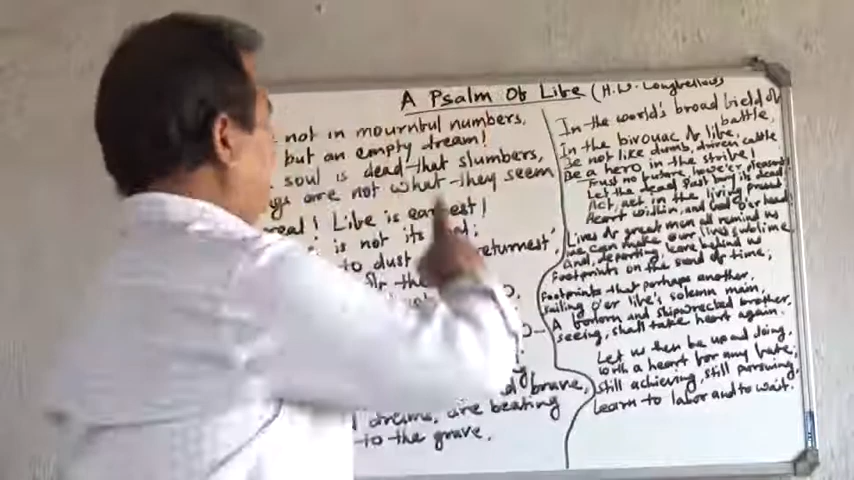 A Psalm Of Life (H.W. Longfellow)
not in mournful numbers,
but an empty dream!
soul is dead that slumbers,
gs are not what they seem
real! Life is earnest!
is not its
to dust returnest,
brave,
drums, are beating
to the grave.
In the world's broad field of
battle,
In the bivouac of life,
Be not like dumb, driven cattle
Be a hero in the strife!
Trust no future, howe'er pleasant
Let the dead Past bury its dead
Act, act in the living present
Heart within, and God o'er head
Lives of great men all remind us
We can make our lives sublime
And, departing, leave behind us
Footprints on the sand of time;
Footprints that perhaps another,
sailing o'er life's solemn main,
A forlorn and shipwrecked brother,
seeing, shall take heart again.
Let us then be up and doing,
With a heart for any fate;
still achieving, still pursuing,
learn to labor and to wait.